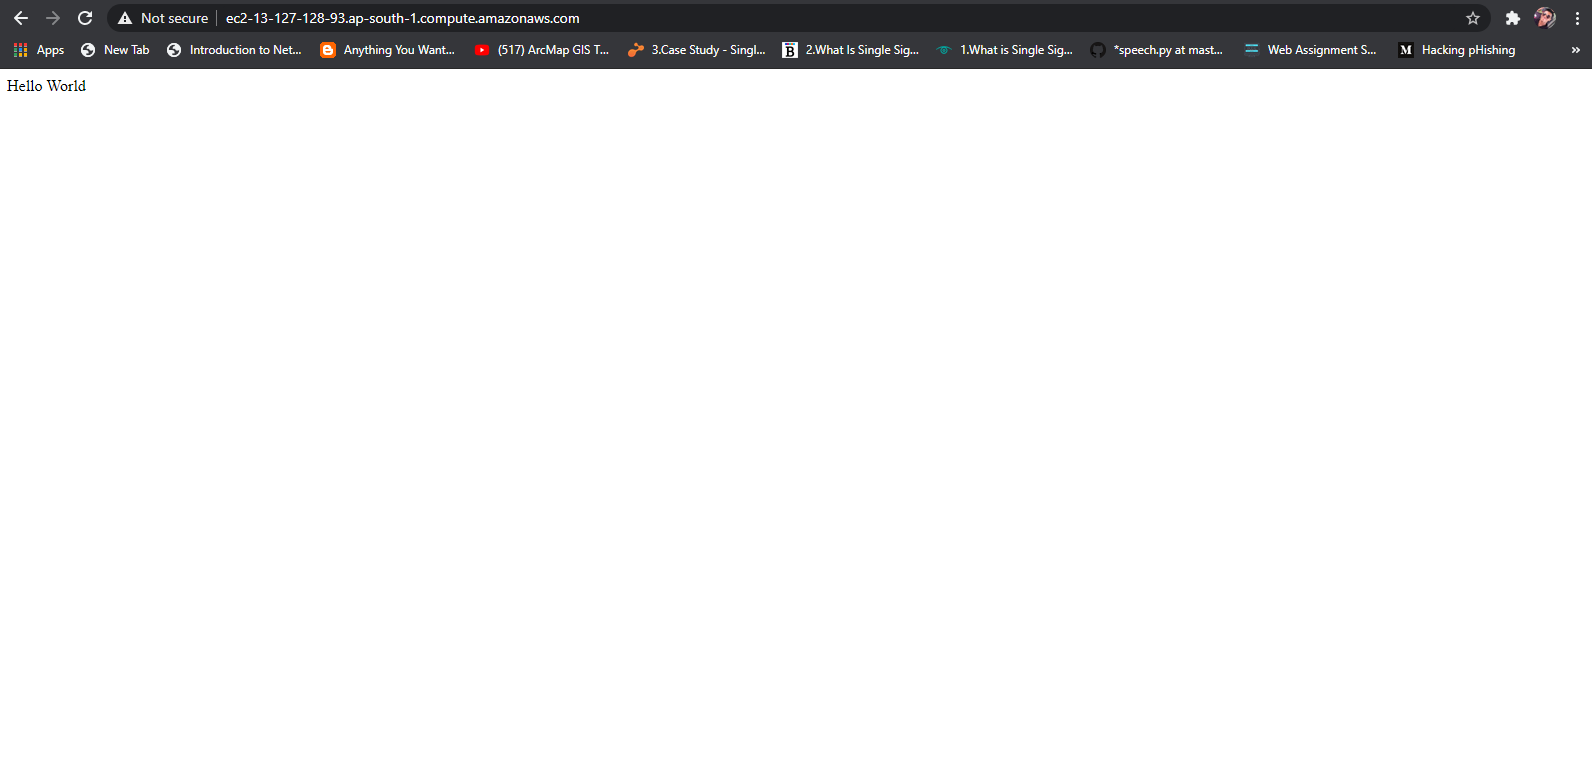 Not secure ec2-13-127-128-93.ap-south-1.compute.amazonaws.com
Apps New Tab Introduction to Net... Anything You Want... (517) ArcMap GIS T... 3.Case Study - Singl... B 2.What Is Single Sig... 1.What is Single Sig... *speech.py at mast... Web Assignment S... M Hacking pHishing »
Hello World